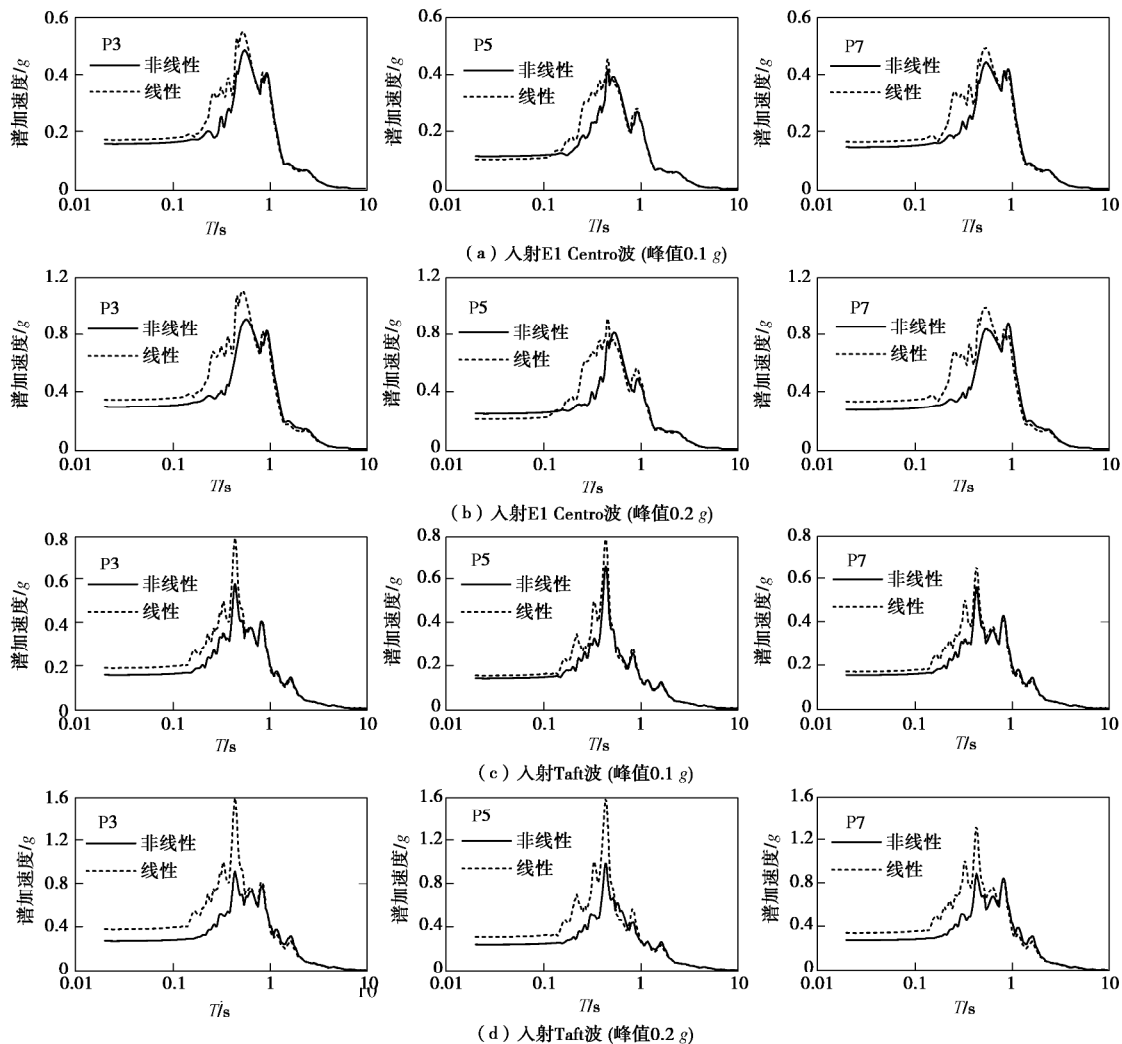 0.6 0.6 0.6
P3 P5 P7
非线性 非线性 非线性
线性 线性 线性
0.4 0.4 0.4
谱加速度/g 谱加速度/g 谱加速度/g
0.2 0.2 0.2
0 0 0
0.01 0.1 1 10 0.01 0.1 1 10 0.01 0.1 1 10
T/s T/s T/s
（a）入射E1 Centro波 (峰值0.1 g)
1.2 1.2 1.2
P3 P5 P7
非线性 非线性 非线性
线性 线性 线性
0.8 0.8 0.8
谱加速度/g 谱加速度/g 谱加速度/g
0.4 0.4 0.4
0 0 0
0.01 0.1 1 10 0.01 0.1 1 10 0.01 0.1 1 10
T/s T/s T/s
（b）入射E1 Centro波 (峰值0.2 g)
0.8 0.8 0.8
P3 P5 P7
非线性 非线性 非线性
线性 线性 线性
0.6 0.6 0.6
谱加速度/g 谱加速度/g 谱加速度/g
0.4 0.4 0.4
0.2 0.2 0.2
0 0 0
0.01 0.1 1 10 0.01 0.1 1 10 0.01 0.1 1 10
T/s T/s T/s
（c）入射Taft波 (峰值0.1 g)
1.6 1.6 1.6
P3 P5 P7
非线性 非线性 非线性
线性 线性 线性
1.2 1.2 1.2
谱加速度/g 谱加速度/g 谱加速度/g
0.8 0.8 0.8
0.4 0.4 0.4
0 0 0
0.01 0.1 1 10 0.01 0.1 1 10 0.01 0.1 1 10
T/s T/s T/s
（d）入射Taft波 (峰值0.2 g)